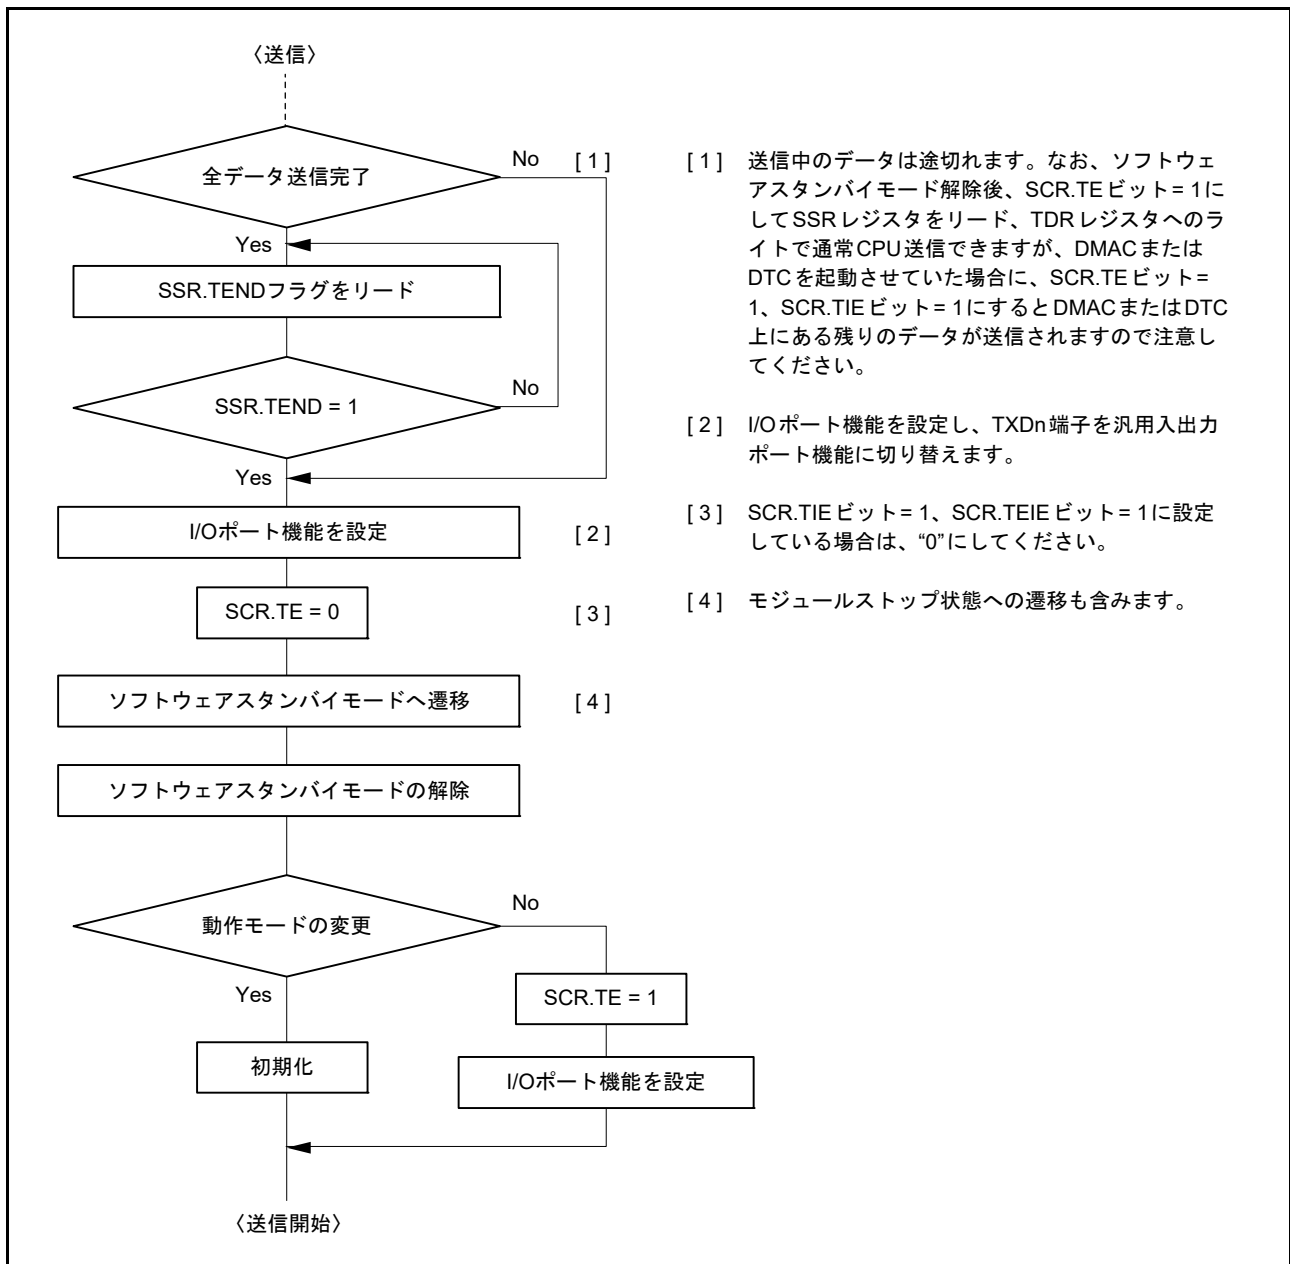 〈送信〉
全データ送信完了
No
[ 1 ]
Yes
SSR.TENDフラグをリード
SSR.TEND = 1
No
Yes
I/Oポート機能を設定
[ 2 ]
SCR.TE = 0
[ 3 ]
ソフトウェアスタンバイモードへ遷移
[ 4 ]
ソフトウェアスタンバイモードの解除
動作モードの変更
No
Yes
SCR.TE = 1
初期化
I/Oポート機能を設定
〈送信開始〉
[ 1 ] 送信中のデータは途切れます。なお、ソフトウェ
アスタンバイモード解除後、SCR.TEビット= 1に
してSSRレジスタをリード、TDRレジスタへのラ
イトで通常CPU送信できますが、DMACまたは
DTCを起動させていた場合に、SCR.TEビット=
1、SCR.TIEビット= 1にするとDMACまたはDTC
上にある残りのデータが送信されますので注意し
てください。
[ 2 ] I/Oポート機能を設定し、TXDn端子を汎用入出力
ポート機能に切り替えます。
[ 3 ] SCR.TIEビット= 1、SCR.TEIEビット= 1に設定
している場合は、“0”にしてください。
[ 4 ] モジュールストップ状態への遷移も含みます。